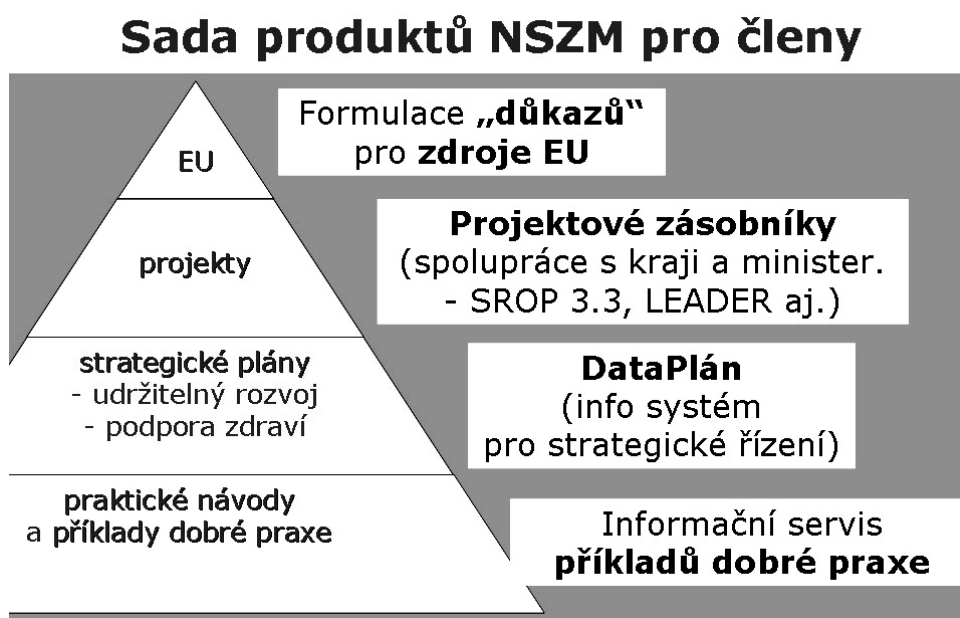 Sada produktů NSZM pro členy
EU
Formulace „důkazů“
pro zdroje EU
projekty
Projektové zásobníky
(spolupráce s kraji a minister.
- SROP 3.3, LEADER aj.)
strategické plány
- udržitelný rozvoj
- podpora zdraví
DataPlán
(info systém
pro strategické řízení)
praktické návody
a příklady dobré praxe
Informační servis
příkladů dobré praxe